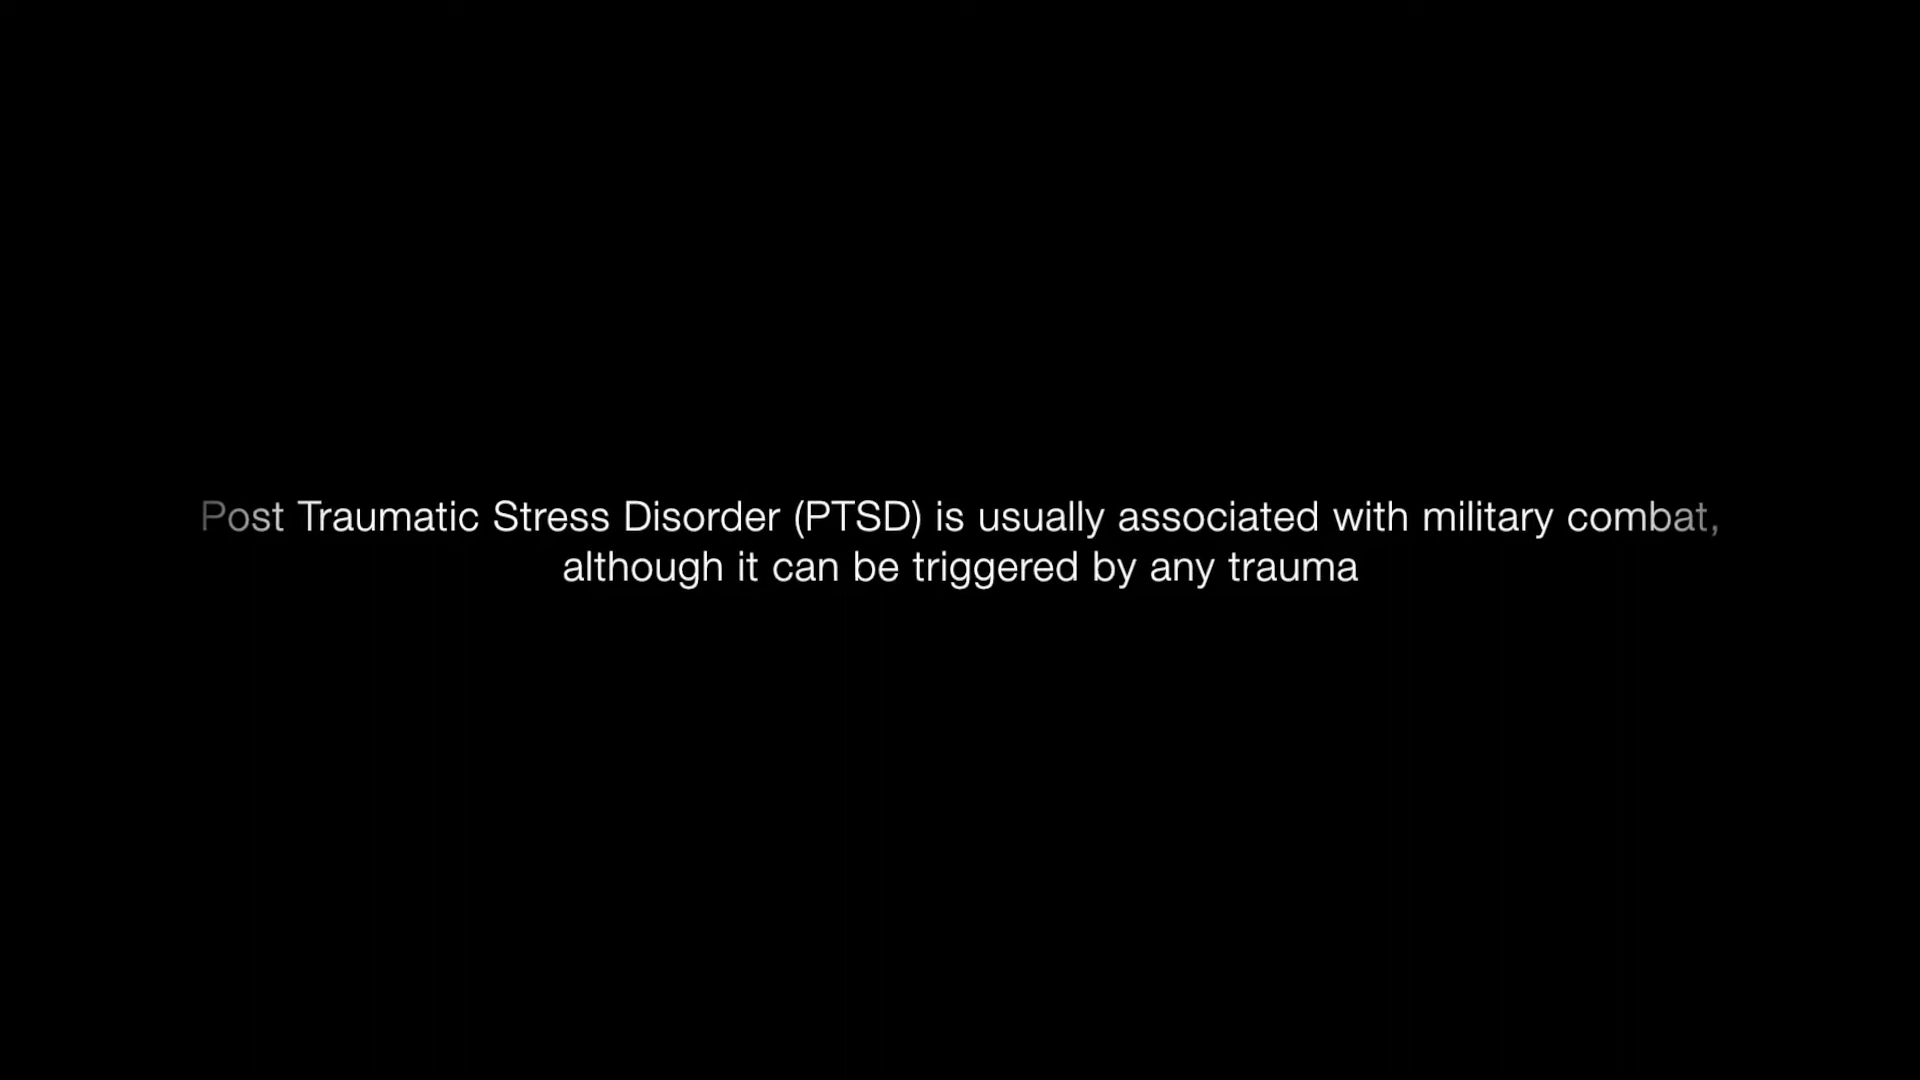 Post Traumatic Stress Disorder (PTSD) is usually associated with military combat,
although it can be triggered by any trauma